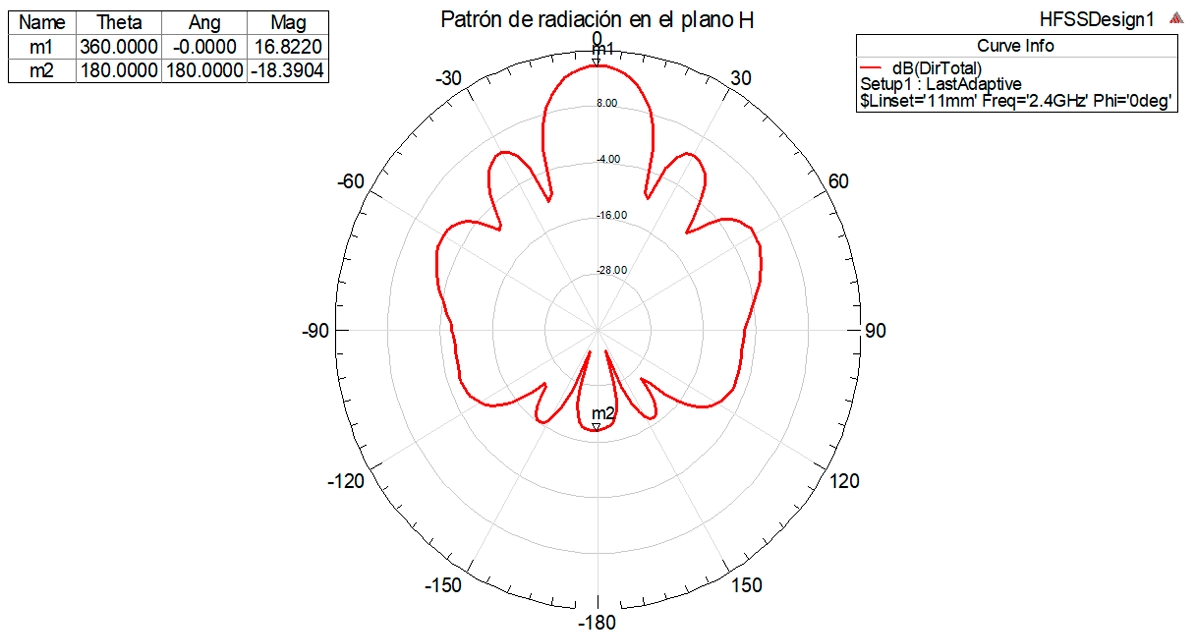 Patrón de radiación en el plano H
Name Theta Ang Mag
m1 360.0000 -0.0000 16.8220
m2 180.0000 180.0000 -18.3904
HFSSDesign1
Curve Info
dB(DirTotal)
Setup1 : LastAdaptive
$Linset='11mm' Freq='2.4GHz' Phi='0deg'
0
m1
-30 30
8.00
-4.00
-60 60
-16.00
-28.00
-90 90
m2
-120 120
-150 150
-180